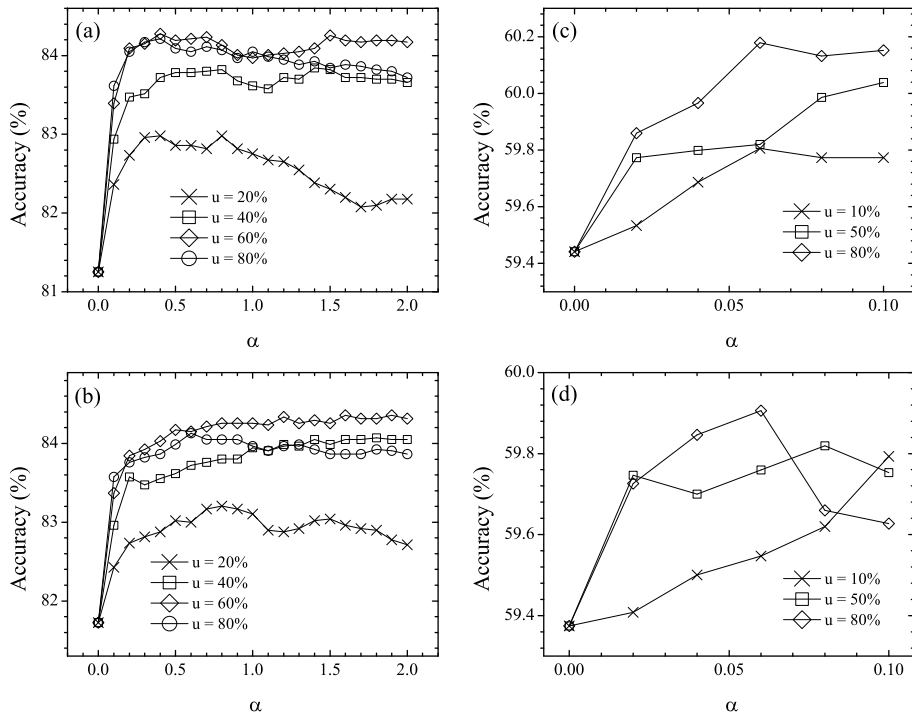 (a)
Accuracy (%)
84
83
82
81
u = 20%
u = 40%
u = 60%
u = 80%
0.0 0.5 1.0 1.5 2.0
α
(c)
Accuracy (%)
60.2
60.0
59.8
59.6
59.4
u = 10%
u = 50%
u = 80%
0.00 0.05 0.10
α
(b)
Accuracy (%)
84
83
82
u = 20%
u = 40%
u = 60%
u = 80%
0.0 0.5 1.0 1.5 2.0
α
(d)
Accuracy (%)
60.0
59.8
59.6
59.4
u = 10%
u = 50%
u = 80%
0.00 0.05 0.10
α